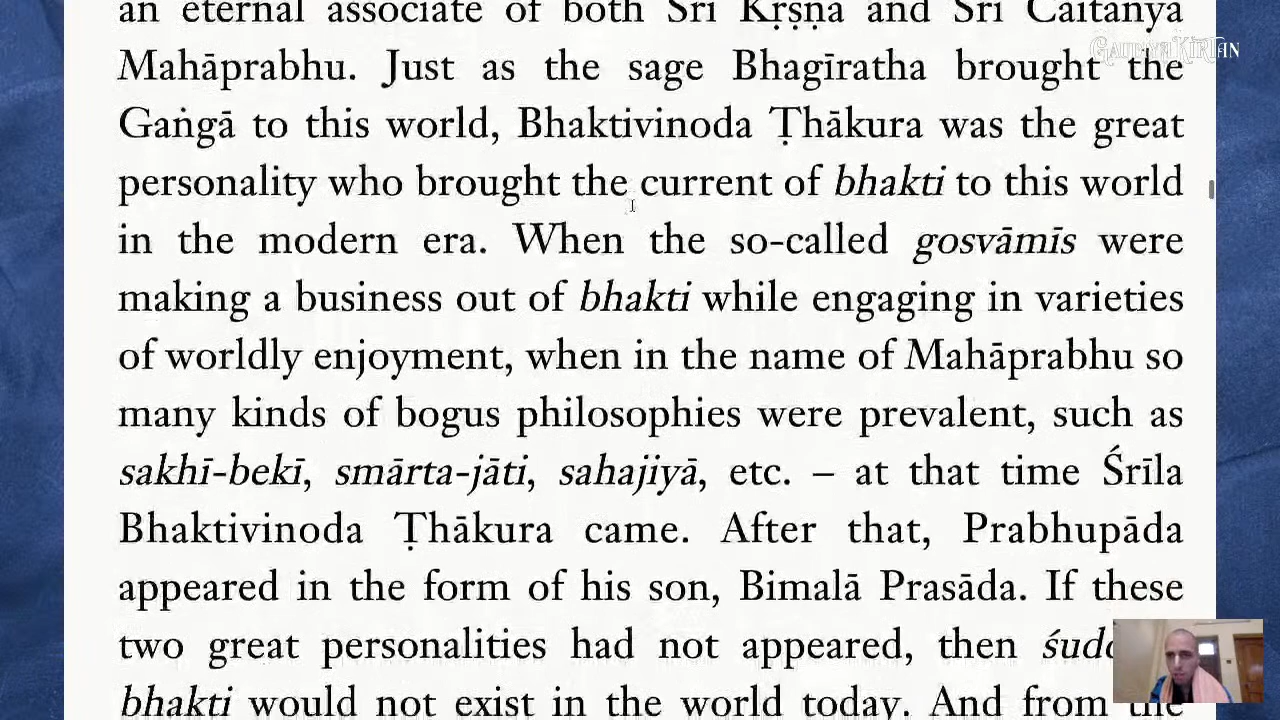 an eternal associate of both Śrī Kṛṣṇa and Śrī Caitanya
GAUDIYA KIRTAN
Mahāprabhu. Just as the sage Bhagīratha brought the
Gaṅgā to this world, Bhaktivinoda Ṭhākura was the great
personality who brought the current of bhakti to this world
in the modern era. When the so-called gosvāmīs were
making a business out of bhakti while engaging in varieties
of worldly enjoyment, when in the name of Mahāprabhu so
many kinds of bogus philosophies were prevalent, such as
sakhī-bekī, smārta-jāti, sahajiyā, etc. – at that time Śrīla
Bhaktivinoda Ṭhākura came. After that, Prabhupāda
appeared in the form of his son, Bimalā Prasāda. If these
two great personalities had not appeared, then
bhakti would not exist in the world today. And from the